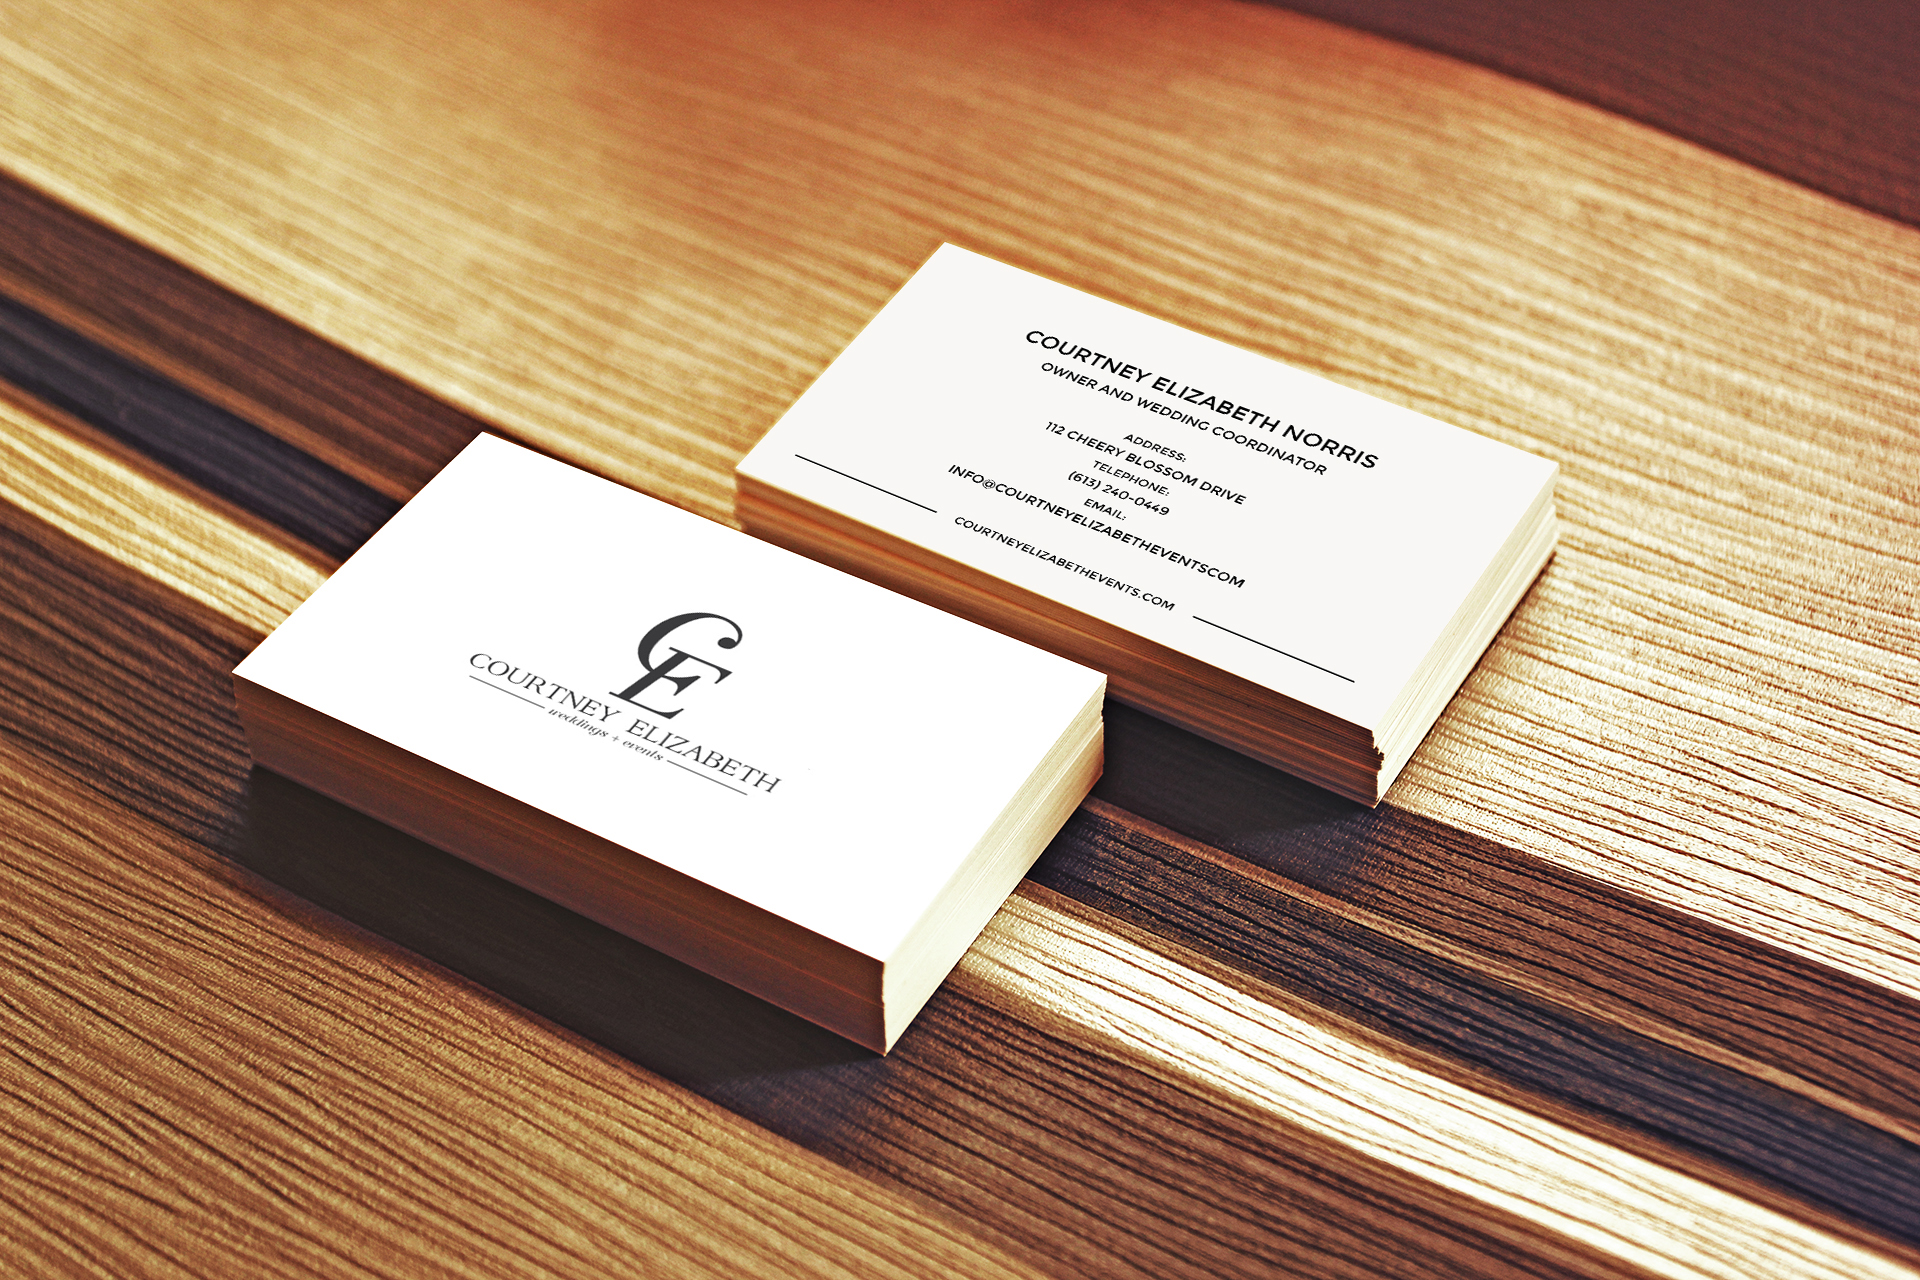 CE
COURTNEY ELIZABETH
weddings + events
COURTNEY ELIZABETH NORRIS
OWNER AND WEDDING COORDINATOR
ADDRESS:
112 CHEERY BLOSSOM DRIVE
TELEPHONE:
(613) 240-0449
EMAIL:
INFO@COURTNEYELIZABETHEVENTSCOM
COURTNEYELIZABETHEVENTS.COM